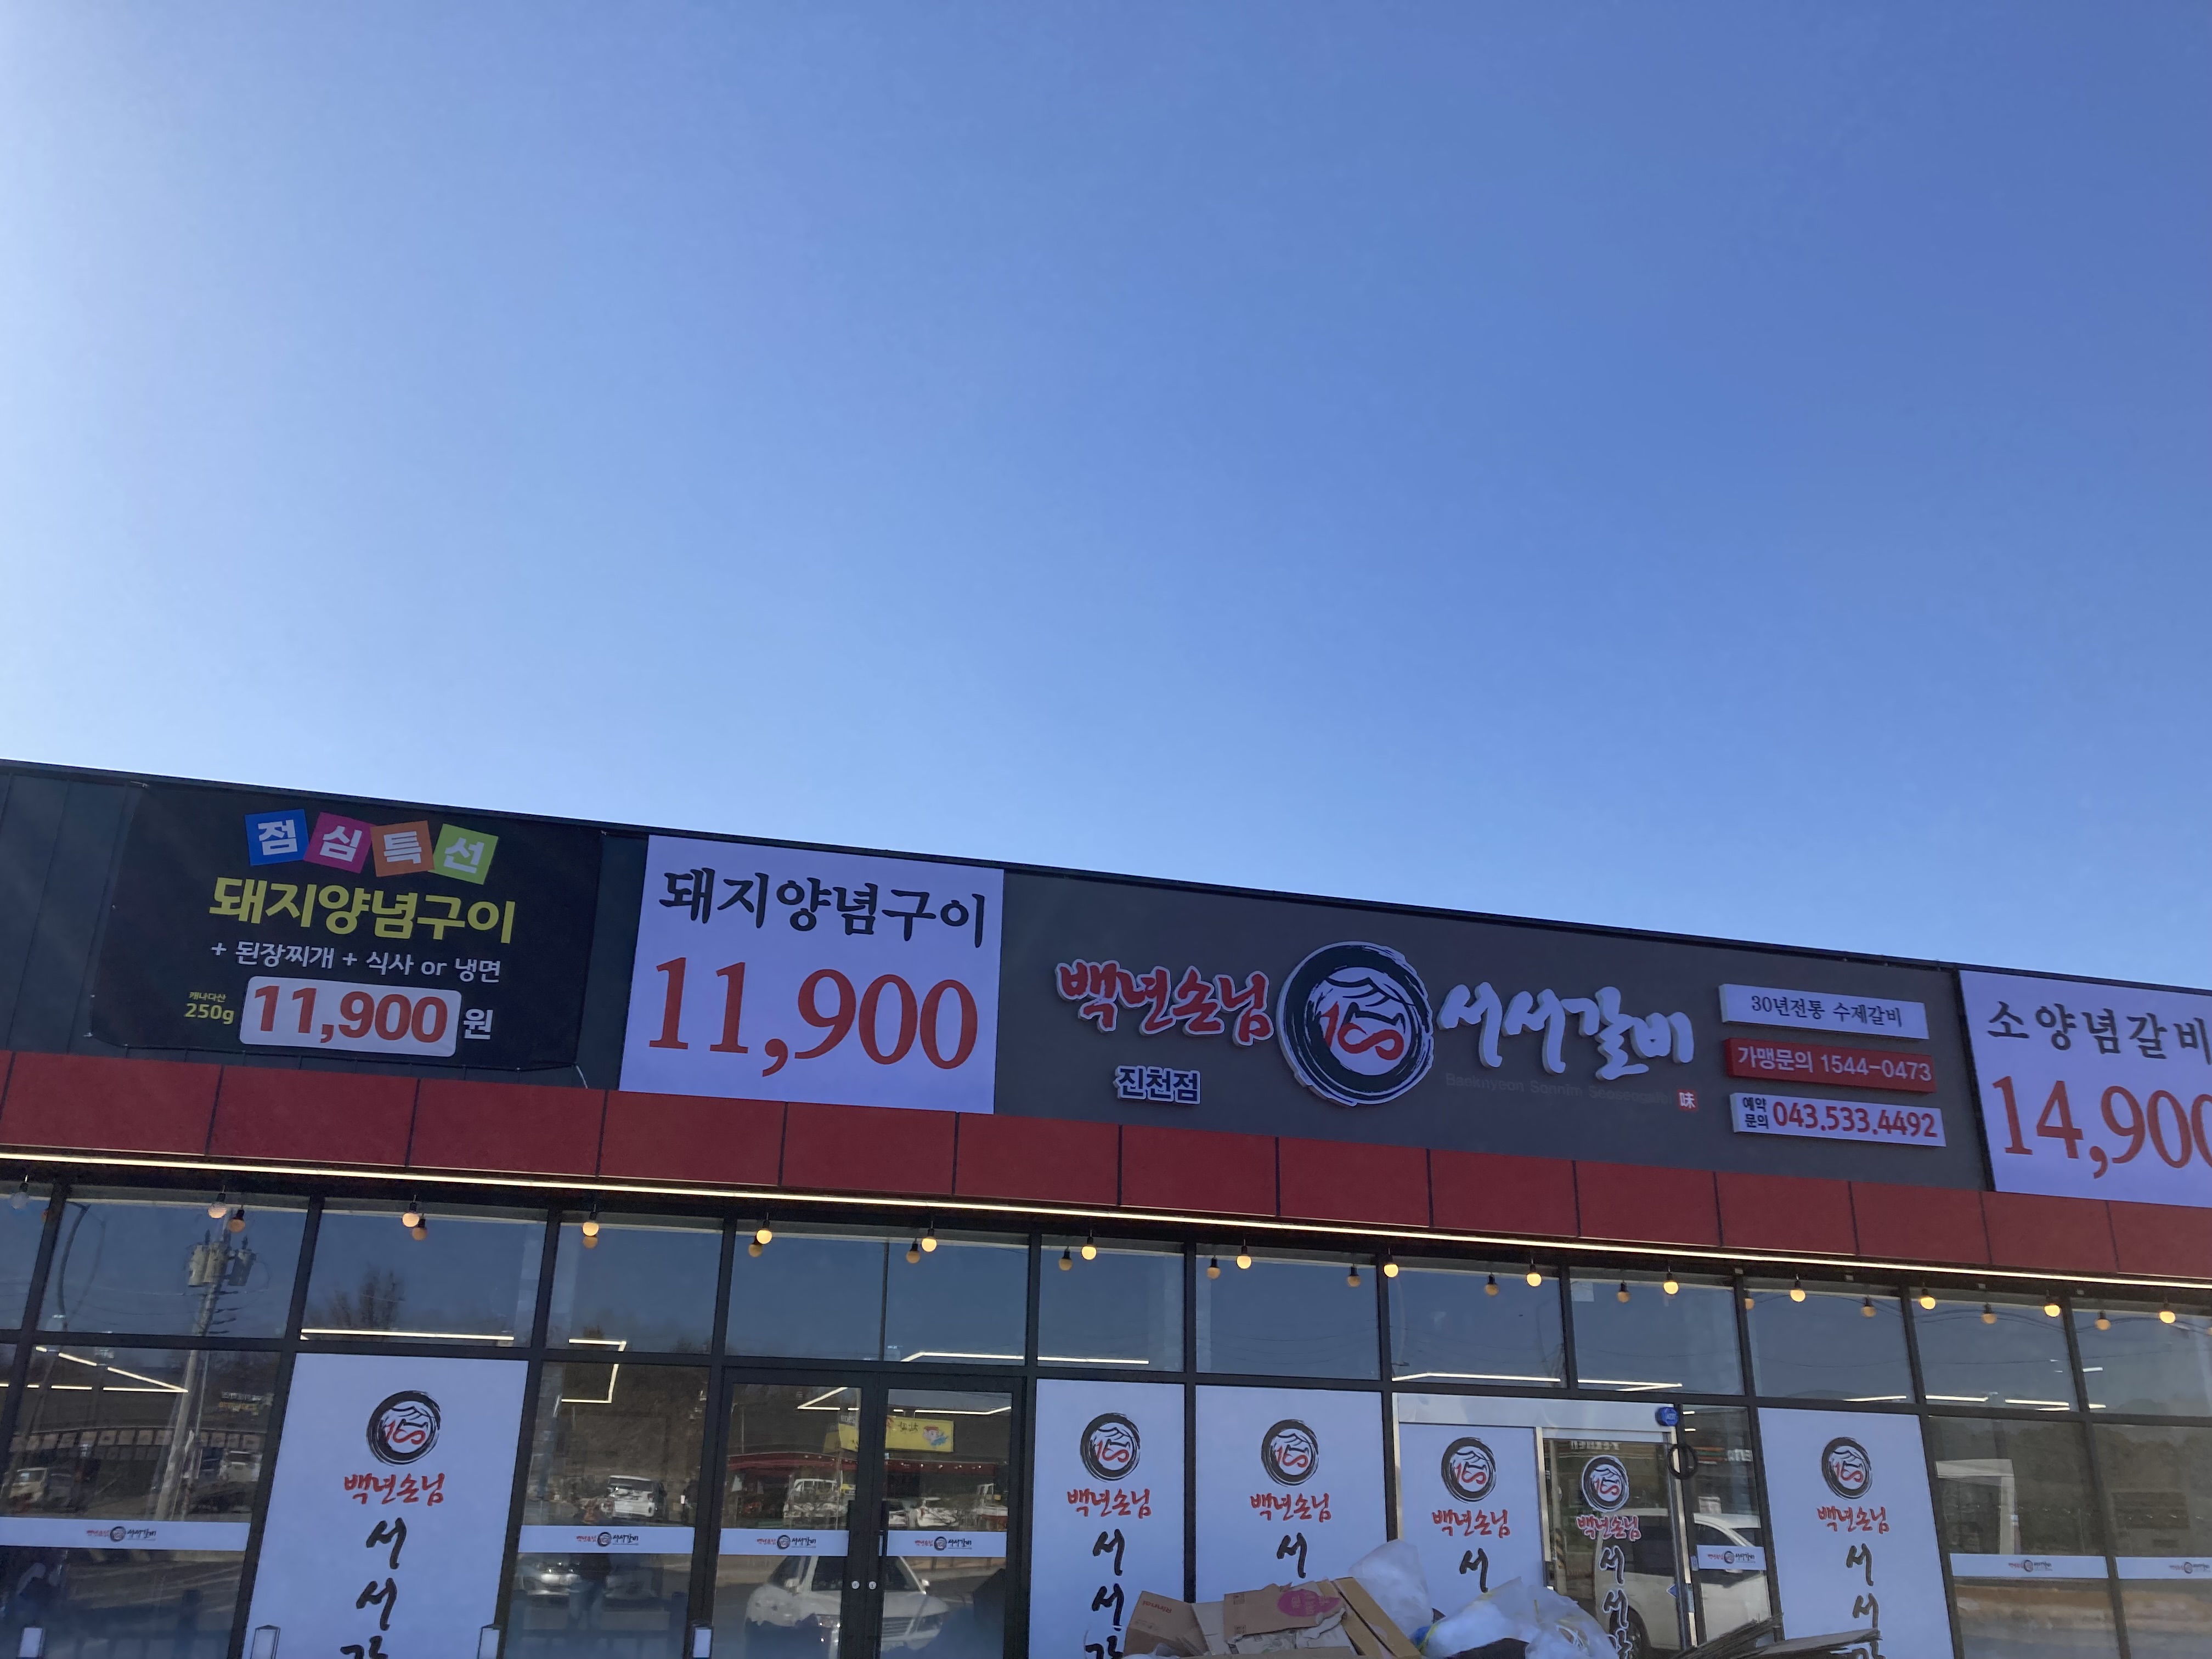 점심특선
돼지양념구이
+ 된장찌개 + 식사 or 냉면
캐나다산
250g
11,900 원
돼지양념구이
11,900
백년손님
서서갈비
味
진천점
30년전통 수제갈비
가맹문의 1544-0473
예약
문의 043.533.4492
소양념갈비
14,900
백년손님
서
서
백년손님
서
서
백년손님
서
백년손님
서
백년손님
서
서
백년손님
서
서